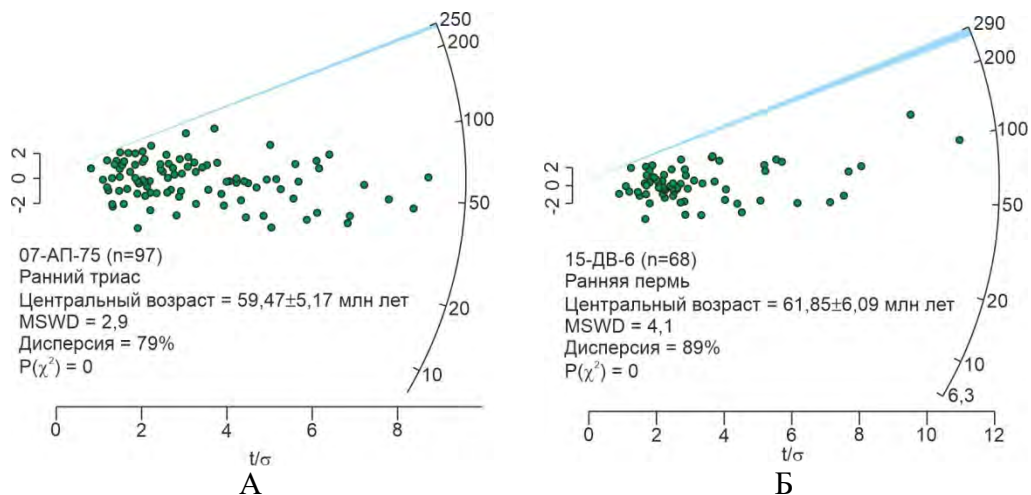 250
200
100
50
20
10
2
0
-2
07-АП-75 (n=97)
Ранний триас
Центральный возраст = 59,47±5,17 млн лет
MSWD = 2,9
Дисперсия = 79%
P(χ²) = 0
0 2 4 6 8
t/σ
А
290
200
100
50
20
10
6,3
2
0
-2
15-ДВ-6 (n=68)
Ранняя пермь
Центральный возраст = 61,85±6,09 млн лет
MSWD = 4,1
Дисперсия = 89%
P(χ²) = 0
0 2 4 6 8 10 12
t/σ
Б